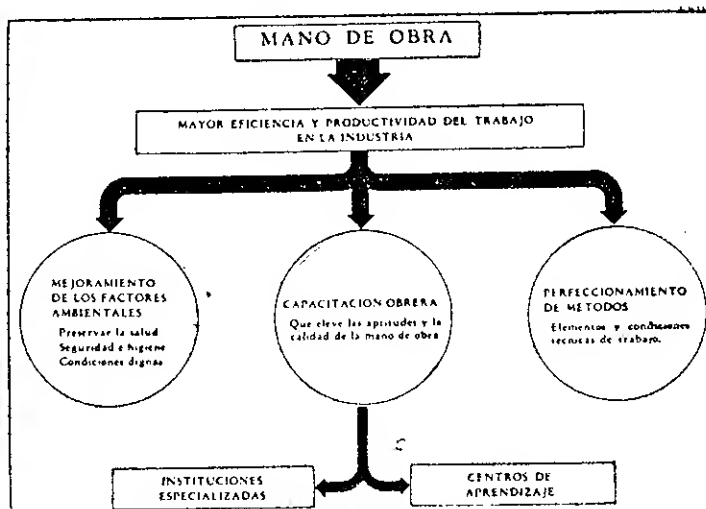 MANO DE OBRA
MAYOR EFICIENCIA Y PRODUCTIVIDAD DEL TRABAJO
EN LA INDUSTRIA
MEJORAMIENTO
DE LOS FACTORES
AMBIENTALES
Preservar la salud
Seguridad e higiene
Condiciones dignas
CAPACITACION OBRERA
Que eleve las aptitudes y la
calidad de la mano de obra
PERFECCIONAMIENTO
DE METODOS
Elementos y condiciones
técnicas de trabajo.
INSTITUCIONES
ESPECIALIZADAS
CENTROS DE
APRENDIZAJE